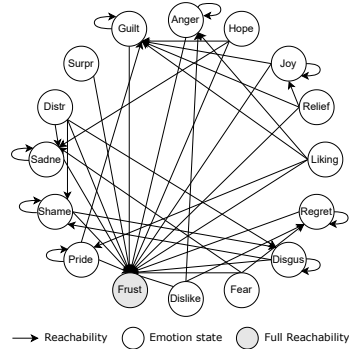 Anger
Guilt
Hope
Surpr
Joy
Distr
Relief
Sadne
Liking
Shame
Regret
Pride
Disgus
Frust
Dislike
Fear
Reachability
Emotion state
Full Reachability